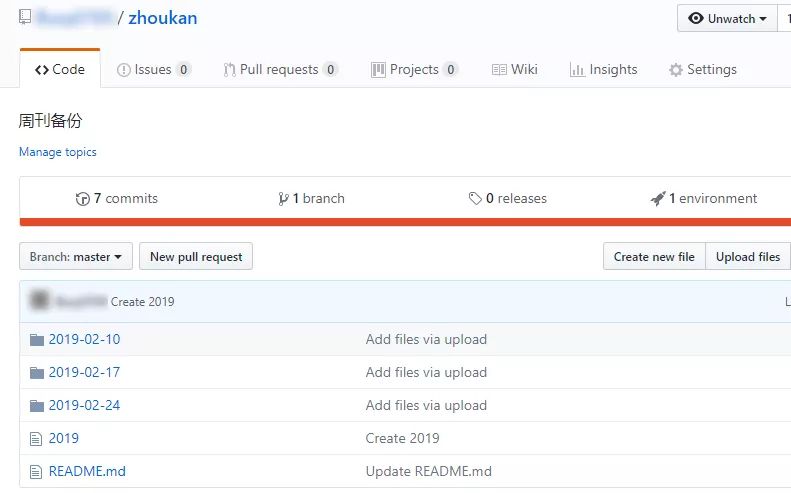 / zhoukan
Unwatch 1
Code Issues 0 Pull requests 0 Projects 0 Wiki Insights Settings
周刊备份
Manage topics
7 commits 1 branch 0 releases 1 environment
Branch: master New pull request Create new file Upload files
Create 2019 L
2019-02-10 Add files via upload
2019-02-17 Add files via upload
2019-02-24 Add files via upload
2019 Create 2019
README.md Update README.md